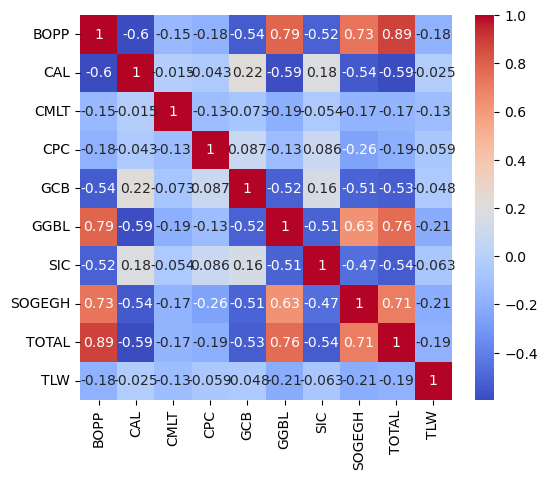 BOPP 1 -0.6 -0.15 -0.18 -0.54 0.79 -0.52 0.73 0.89 -0.18
CAL -0.6 1 -0.015 -0.043 0.22 -0.59 0.18 -0.54 -0.59 -0.025
CMLT -0.15 -0.015 1 -0.13 -0.073 -0.19 -0.054 -0.17 -0.17 -0.13
CPC -0.18 -0.043 -0.13 1 0.087 -0.13 0.086 -0.26 -0.19 -0.059
GCB -0.54 0.22 -0.073 0.087 1 -0.52 0.16 -0.51 -0.53 -0.048
GGBL 0.79 -0.59 -0.19 -0.13 -0.52 1 -0.51 0.63 0.76 -0.21
SIC -0.52 0.18 -0.054 0.086 0.16 -0.51 1 -0.47 -0.54 -0.063
SOGEGH 0.73 -0.54 -0.17 -0.26 -0.51 0.63 -0.47 1 0.71 -0.21
TOTAL 0.89 -0.59 -0.17 -0.19 -0.53 0.76 -0.54 0.71 1 -0.19
TLW -0.18 -0.025 -0.13 -0.059 -0.048 -0.21 -0.063 -0.21 -0.19 1
BOPP CAL CMLT CPC GCB GGBL SIC SOGEGH TOTAL TLW
1.0
0.8
0.6
0.4
0.2
0.0
−0.2
−0.4